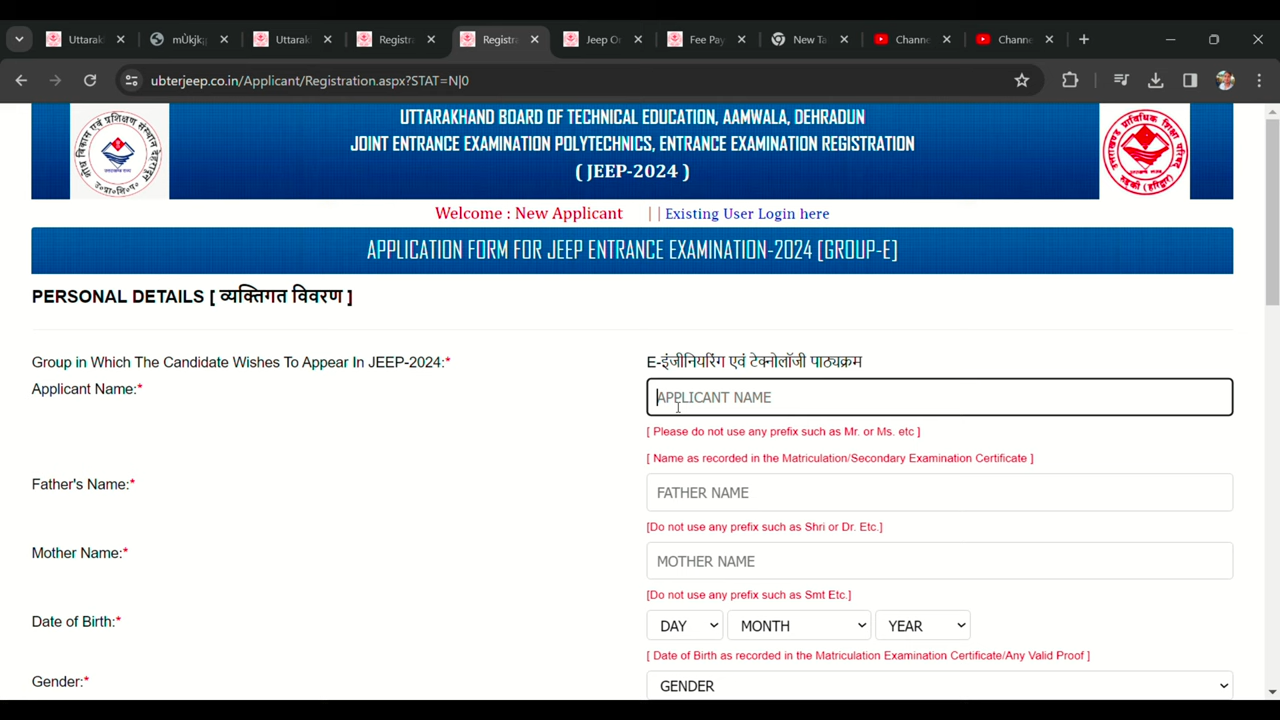 Uttarak
mÙkjk
Uttaral
Registra
Registra
Jeep O
Fee Pay
New Ta
Channe
Channe
ubterjeep.co.in/Applicant/Registration.aspx?STAT=N|0
UTTARAKHAND BOARD OF TECHNICAL EDUCATION, AAMWALA, DEHRADUN
JOINT ENTRANCE EXAMINATION POLYTECHNICS, ENTRANCE EXAMINATION REGISTRATION
( JEEP-2024 )
Welcome : New Applicant || Existing User Login here
APPLICATION FORM FOR JEEP ENTRANCE EXAMINATION-2024 [GROUP-E]
PERSONAL DETAILS [ व्यक्तिगत विवरण ]
Group in Which The Candidate Wishes To Appear In JEEP-2024:* E-इंजीनियरिंग एवं टेक्नोलॉजी पाठ्यक्रम
Applicant Name:* APPLICANT NAME
[ Please do not use any prefix such as Mr. or Ms. etc ]
[ Name as recorded in the Matriculation/Secondary Examination Certificate ]
Father's Name:* FATHER NAME
[Do not use any prefix such as Shri or Dr. Etc.]
Mother Name:* MOTHER NAME
[Do not use any prefix such as Smt Etc.]
Date of Birth:* DAY MONTH YEAR
[ Date of Birth as recorded in the Matriculation Examination Certificate/Any Valid Proof ]
Gender:* GENDER